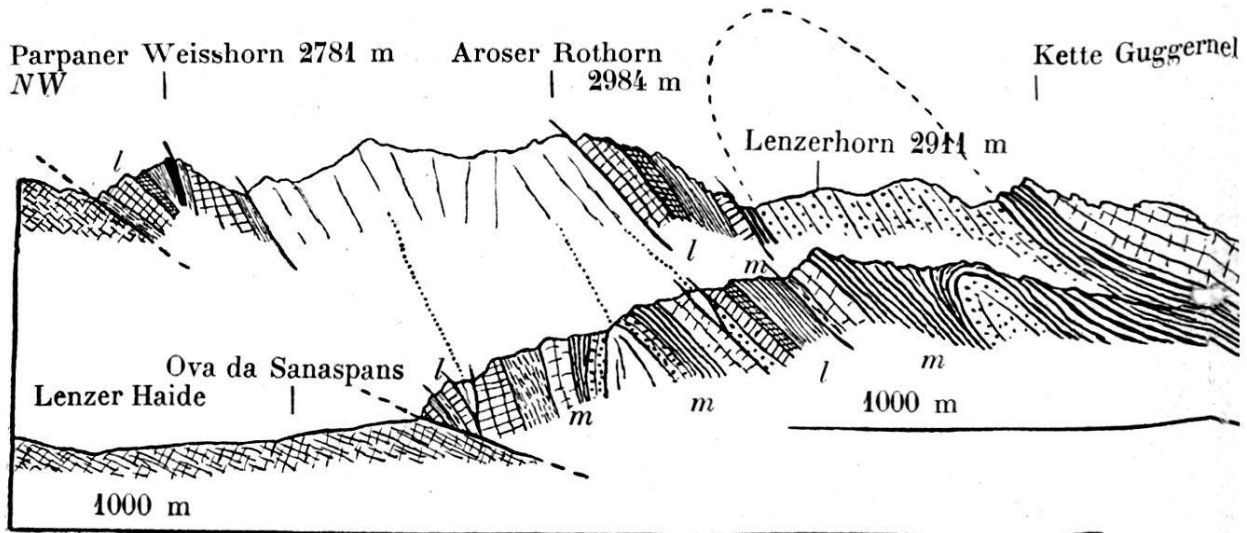 Parpaner Weisshorn 2781 m
NW
Aroser Rothorn
2984 m
Kette Guggernel
Lenzerhorn 2911 m
l
l
m
Ova da Sanaspans
Lenzer Haide
l
m
m
l
m
1000 m
1000 m